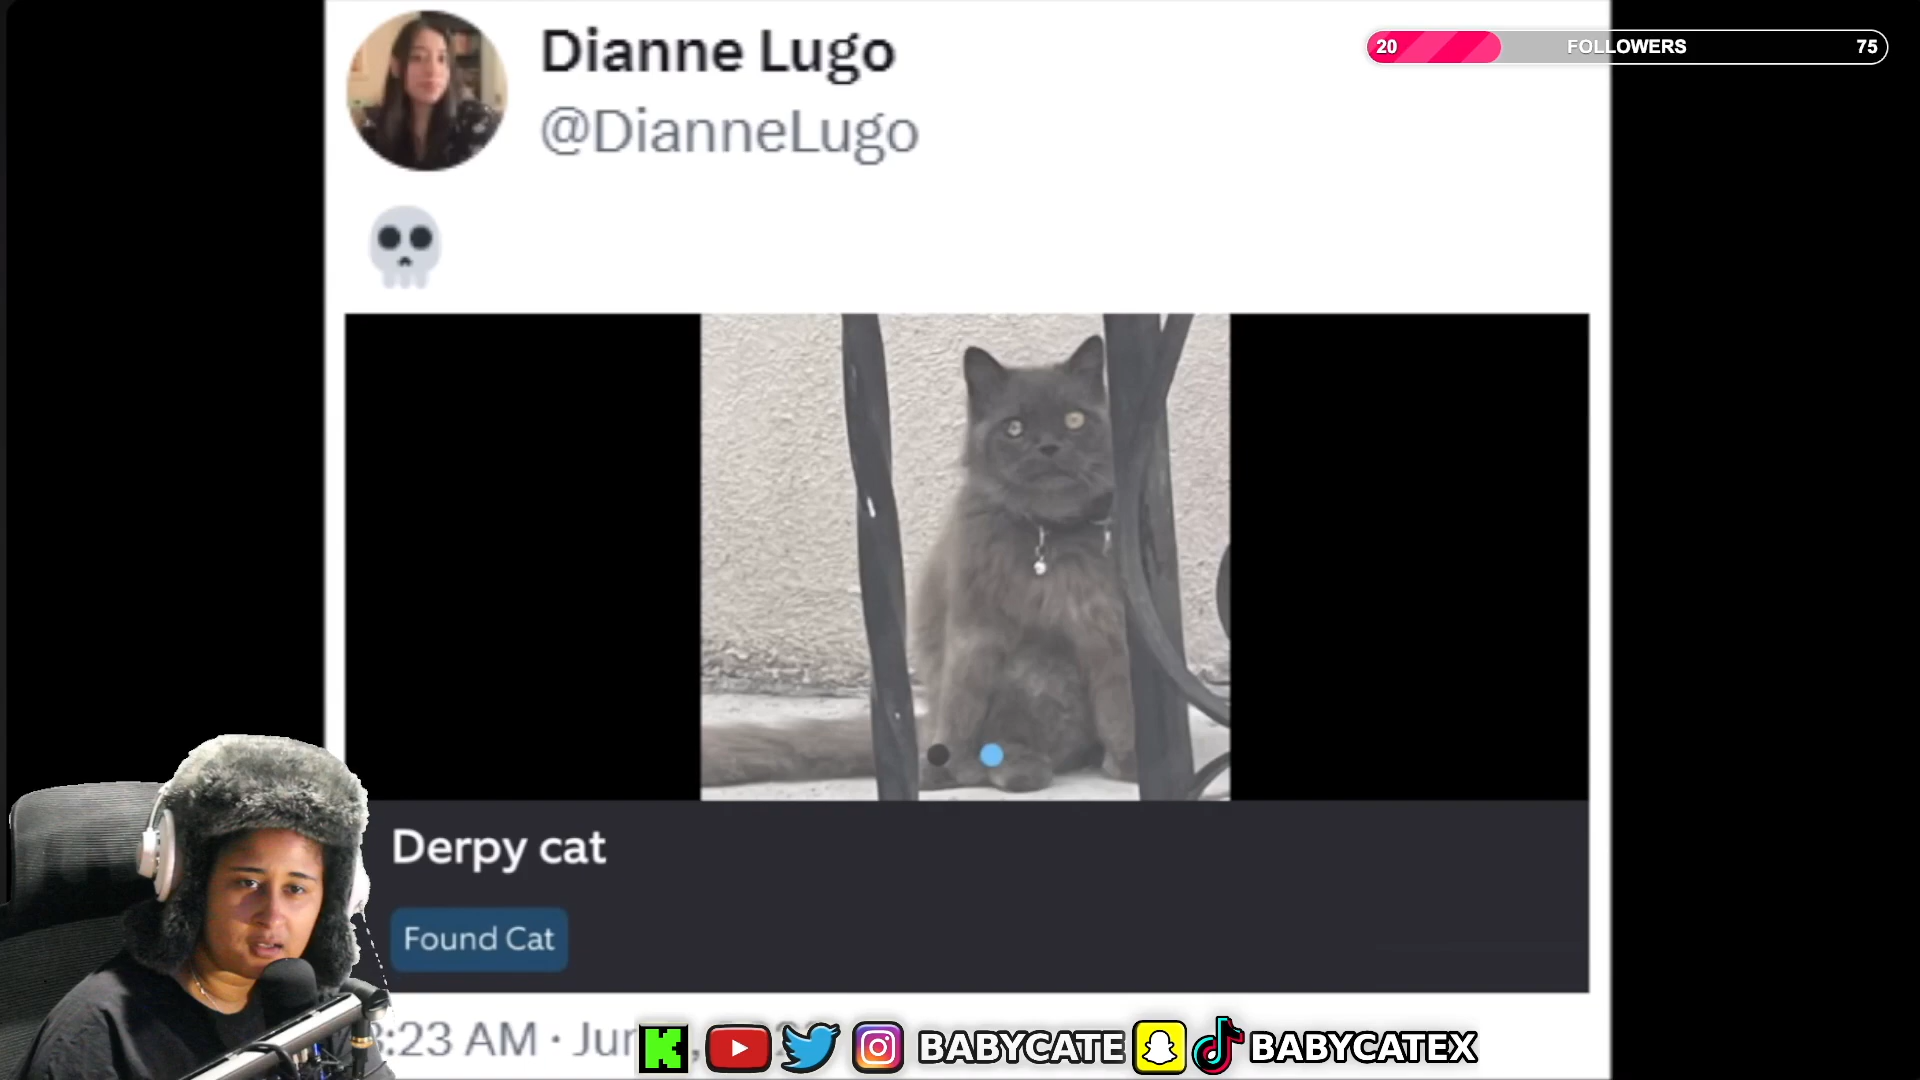 Dianne Lugo
@DianneLugo
20 FOLLOWERS 75
Derpy cat
Found Cat
:23 AM · Jun
BABYCATE
BABYCATEX